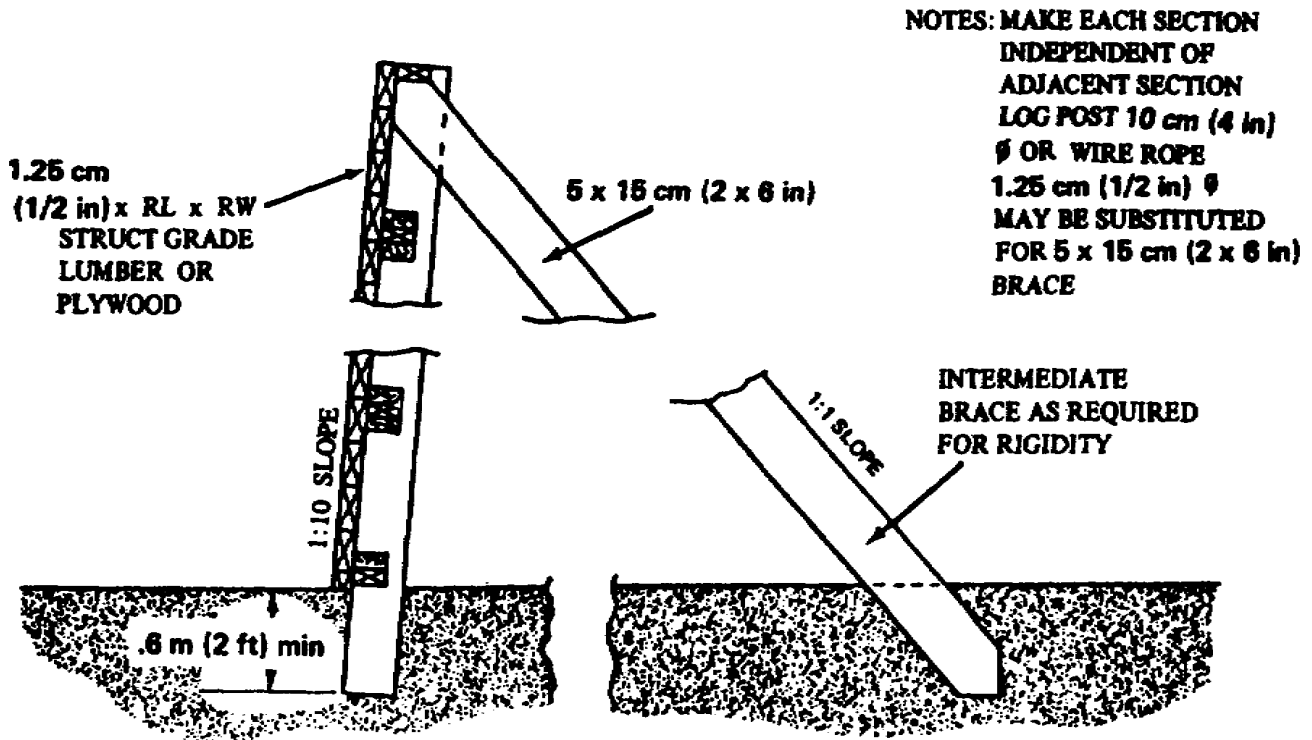 NOTES: MAKE EACH SECTION
INDEPENDENT OF
ADJACENT SECTION
LOG POST 10 cm (4 in)
ø OR WIRE ROPE
1.25 cm (1/2 in) ø
MAY BE SUBSTITUTED
FOR 5 x 15 cm (2 x 6 in)
BRACE
1.25 cm
(1/2 in) x RL x RW
STRUCT GRADE
LUMBER OR
PLYWOOD
5 x 15 cm (2 x 6 in)
1:10 SLOPE
1:1 SLOPE
INTERMEDIATE
BRACE AS REQUIRED
FOR RIGIDITY
.6 m (2 ft) min